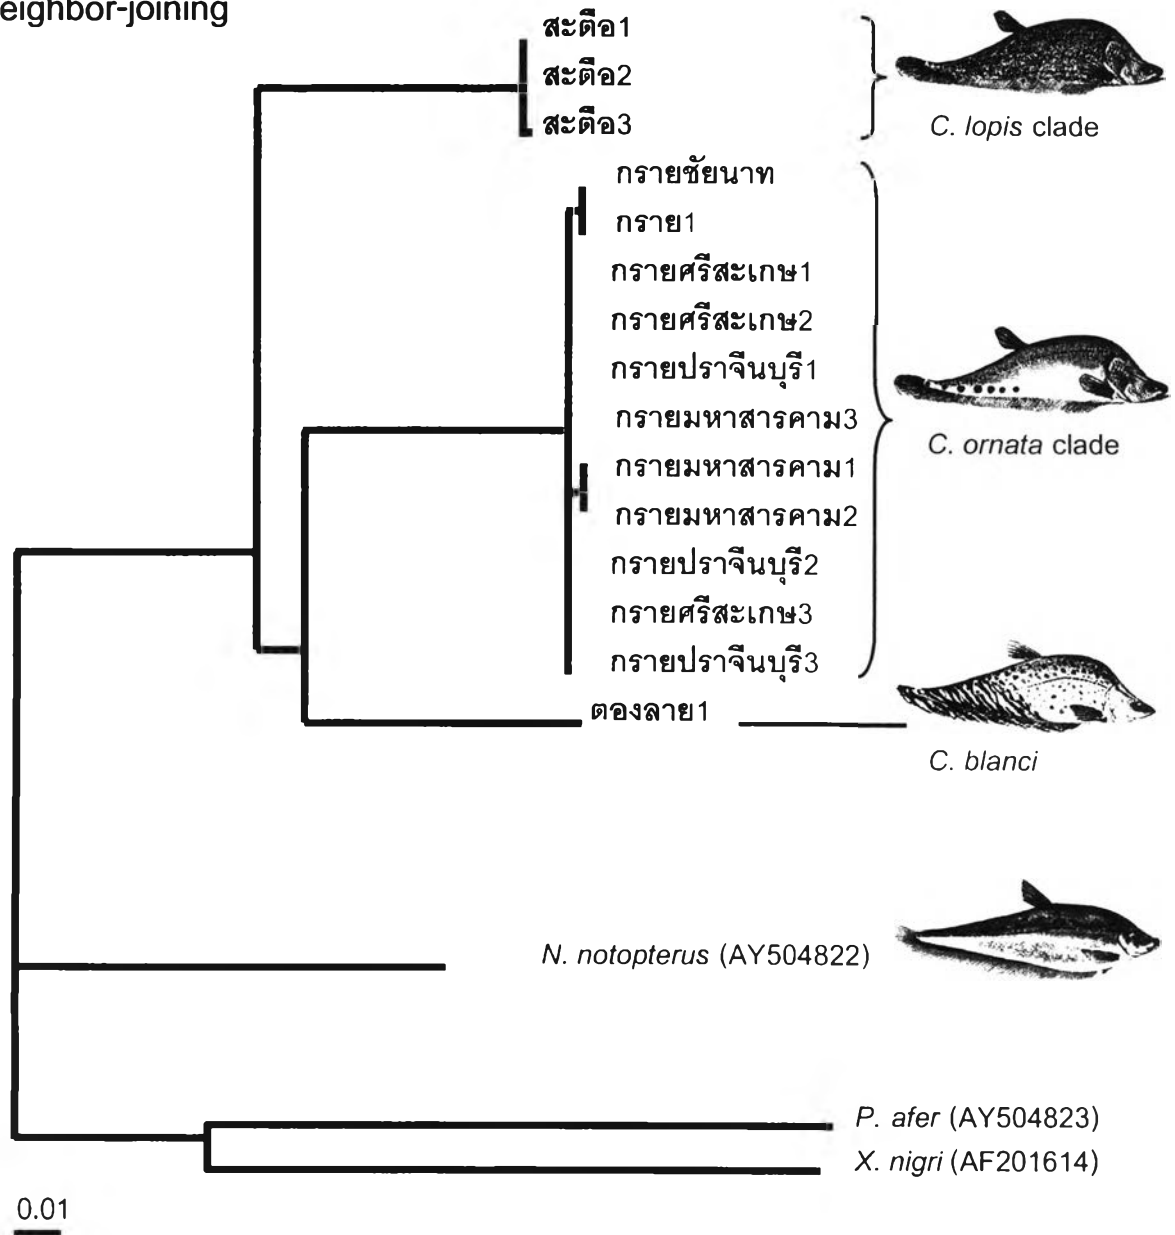 eighbor-joining
สะตือ1
สะตือ2
สะตือ3
C. lopis clade
กรายชัยนาท
กราย1
กรายศรีสะเกษ1
กรายศรีสะเกษ2
กรายปราจีนบุรี1
กรายมหาสารคาม3
กรายมหาสารคาม1
กรายมหาสารคาม2
กรายปราจีนบุรี2
กรายศรีสะเกษ3
กรายปราจีนบุรี3
C. ornata clade
ตองลาย1
C. blanci
N. notopterus (AY504822)
P. afer (AY504823)
X. nigri (AF201614)
0.01